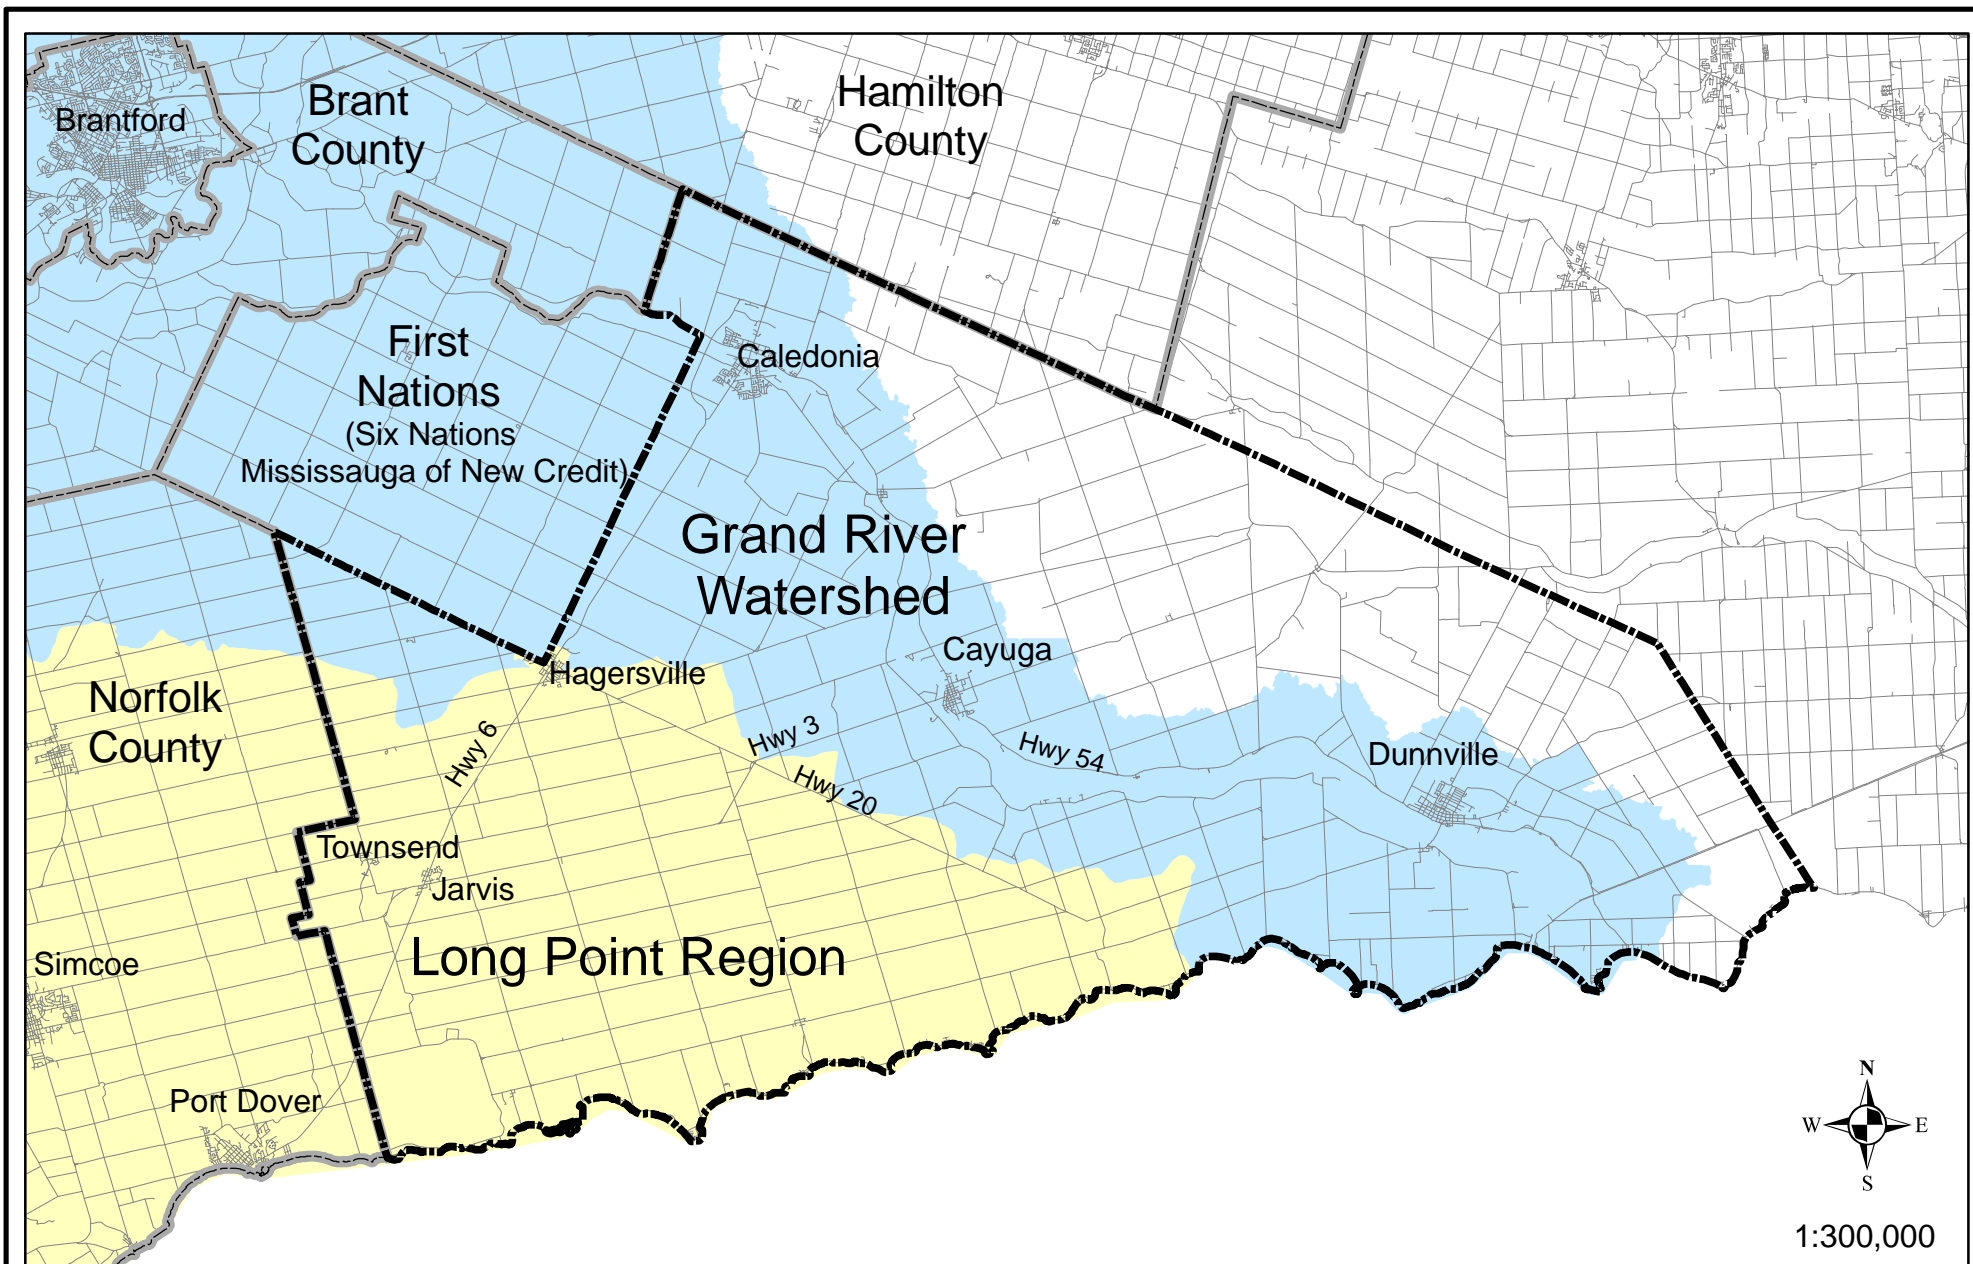 Hamilton
County
Brant
County
Brantford
First
Nations
(Six Nations
Mississauga of New Credit)
Caledonia
Grand River
Watershed
Cayuga
Hagersville
Norfolk
County
Hwy 6
Hwy 3
Hwy 54
Hwy 20
Dunnville
Townsend
Jarvis
Long Point Region
Simcoe
Port Dover
N
W
E
S
1:300,000